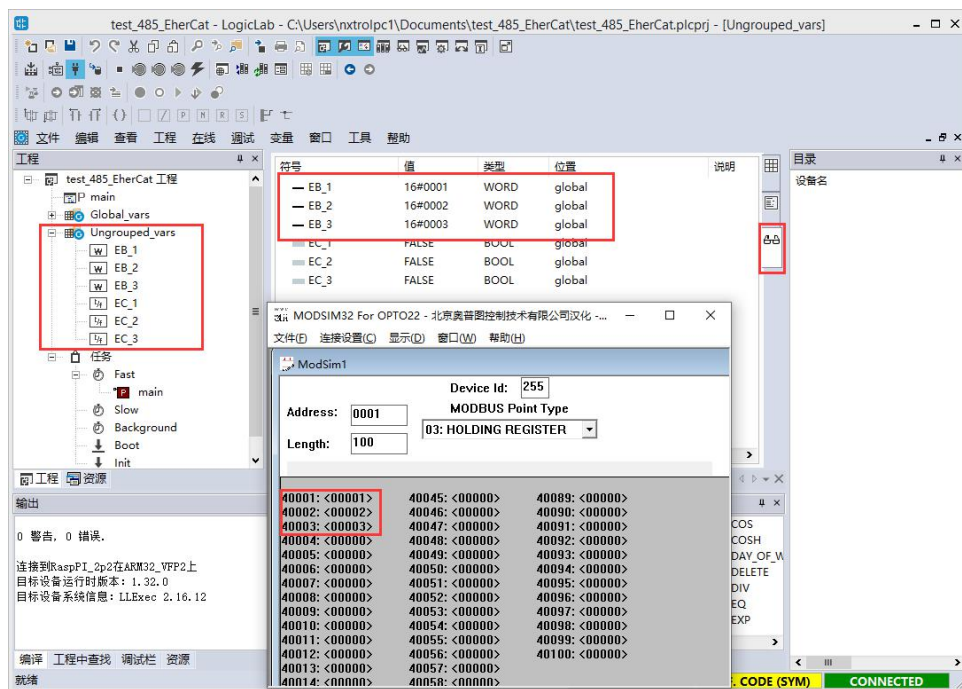 test_485_EherCat - LogicLab - C:\Users\nxtrolpc1\Documents\test_485_EherCat\test_485_EherCat.plcprj - [Ungrouped_vars]
文件 编辑 查看 工程 在线 调试 变量 窗口 工具 帮助
工程
test_485_EherCat 工程
main
Global_vars
Ungrouped_vars
EB_1
EB_2
EB_3
EC_1
EC_2
EC_3
任务
Fast
main
Slow
Background
Boot
Init
工程 资源
符号 值 类型 位置 说明
EB_1 16#0001 WORD global
EB_2 16#0002 WORD global
EB_3 16#0003 WORD global
EC_1 FALSE BOOL global
EC_2 FALSE BOOL global
EC_3 FALSE BOOL global
目录
设备名
MODSIM32 For OPTO22 - 北京奥普图控制技术有限公司汉化 -...
文件(F) 连接设置(C) 显示(D) 窗口(W) 帮助(H)
ModSim1
Device Id: 255
Address: 0001
MODBUS Point Type
03: HOLDING REGISTER
Length: 100
40001: <00001> 40045: <00000> 40089: <00000>
40002: <00002> 40046: <00000> 40090: <00000>
40003: <00003> 40047: <00000> 40091: <00000>
40004: <00000> 40048: <00000> 40092: <00000>
40005: <00000> 40049: <00000> 40093: <00000>
40006: <00000> 40050: <00000> 40094: <00000>
40007: <00000> 40051: <00000> 40095: <00000>
40008: <00000> 40052: <00000> 40096: <00000>
40009: <00000> 40053: <00000> 40097: <00000>
40010: <00000> 40054: <00000> 40098: <00000>
40011: <00000> 40055: <00000> 40099: <00000>
40012: <00000> 40056: <00000> 40100: <00000>
40013: <00000> 40057: <00000>
40014: <00000> 40058: <00000>
输出
0 警告, 0 错误.
连接到RaspPI_2p2在ARM32_VFP2上
目标设备运行时版本: 1.32.0
目标设备系统信息: LLExec 2.16.12
编译 工程中查找 调试栏 资源
COS
COSH
DAY_OF_W
DELETE
DIV
EQ
EXP
就绪
. CODE (SYM) CONNECTED